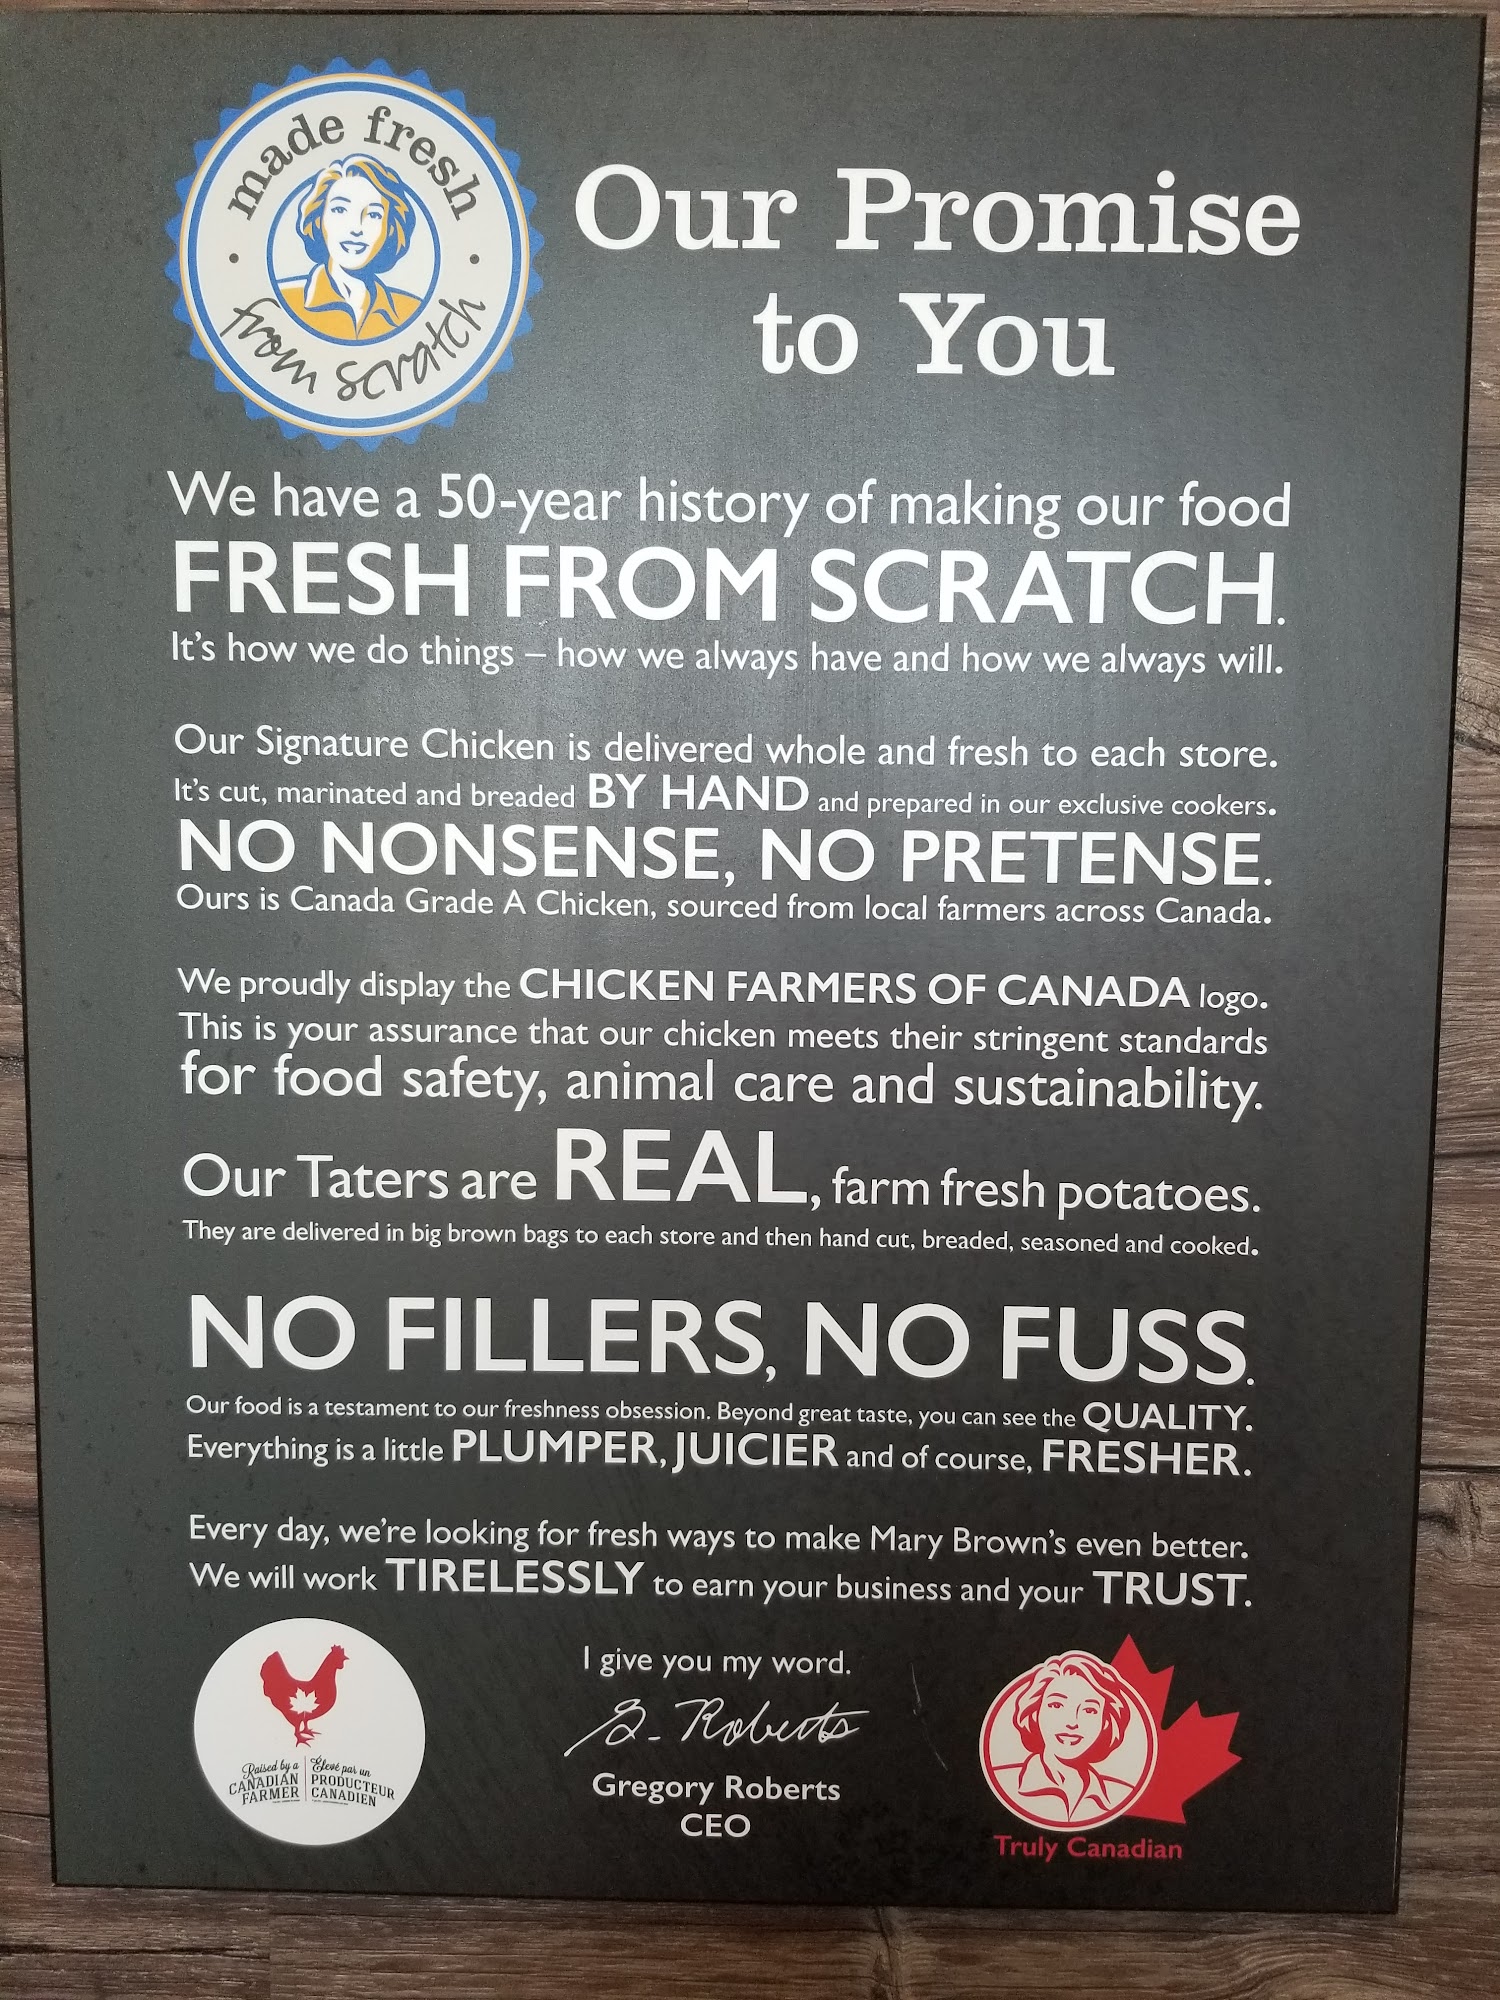 made fresh
from scratch
Our Promise
to You
We have a 50-year history of making our food
FRESH FROM SCRATCH.
It's how we do things – how we always have and how we always will.
Our Signature Chicken is delivered whole and fresh to each store.
It's cut, marinated and breaded BY HAND and prepared in our exclusive cookers.
NO NONSENSE, NO PRETENSE.
Ours is Canada Grade A Chicken, sourced from local farmers across Canada.
We proudly display the CHICKEN FARMERS OF CANADA logo.
This is your assurance that our chicken meets their stringent standards
for food safety, animal care and sustainability.
Our Taters are REAL, farm fresh potatoes.
They are delivered in big brown bags to each store and then hand cut, breaded, seasoned and cooked.
NO FILLERS, NO FUSS.
Our food is a testament to our freshness obsession. Beyond great taste, you can see the QUALITY.
Everything is a little PLUMPER, JUICIER and of course, FRESHER.
Every day, we're looking for fresh ways to make Mary Brown's even better.
We will work TIRELESSLY to earn your business and your TRUST.
Raised by a
CANADIAN
FARMER
Élevé par un
PRODUCTEUR
CANADIEN
I give you my word.
G. Roberts
Gregory Roberts
CEO
Truly Canadian